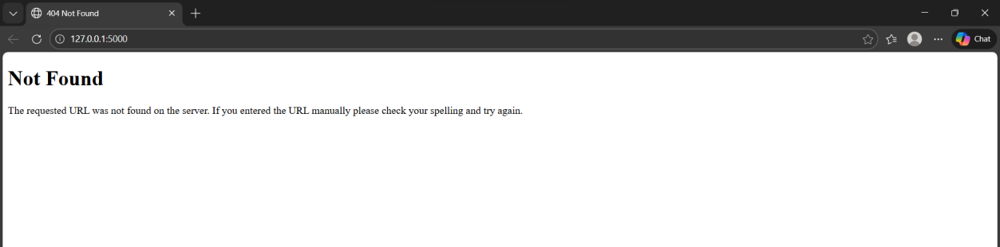 404 Not Found
127.0.0.1:5000
Chat
Not Found
The requested URL was not found on the server. If you entered the URL manually please check your spelling and try again.